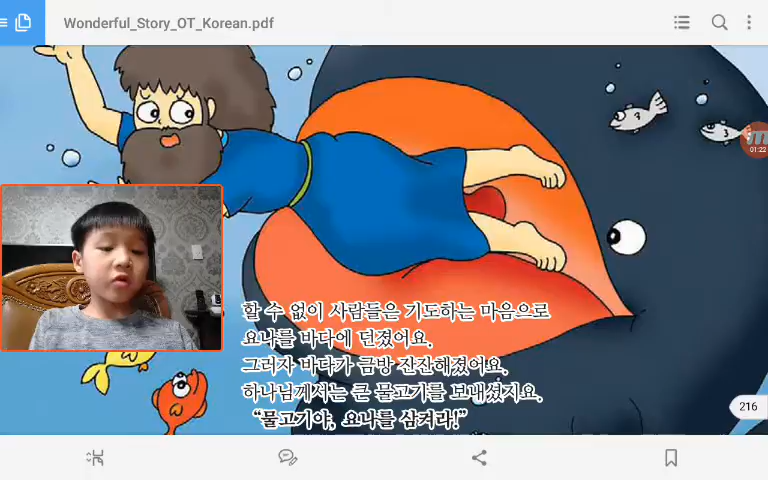 Wonderful_Story_OT_Korean.pdf
01:22
할 수 없이 사람들은 기도하는 마음으로
요나를 바다에 던졌어요.
그러자 바다가 금방 잔잔해졌어요.
하나님께서는 큰 물고기를 보내셨지요.
“물고기야, 요나를 삼켜라!”
216